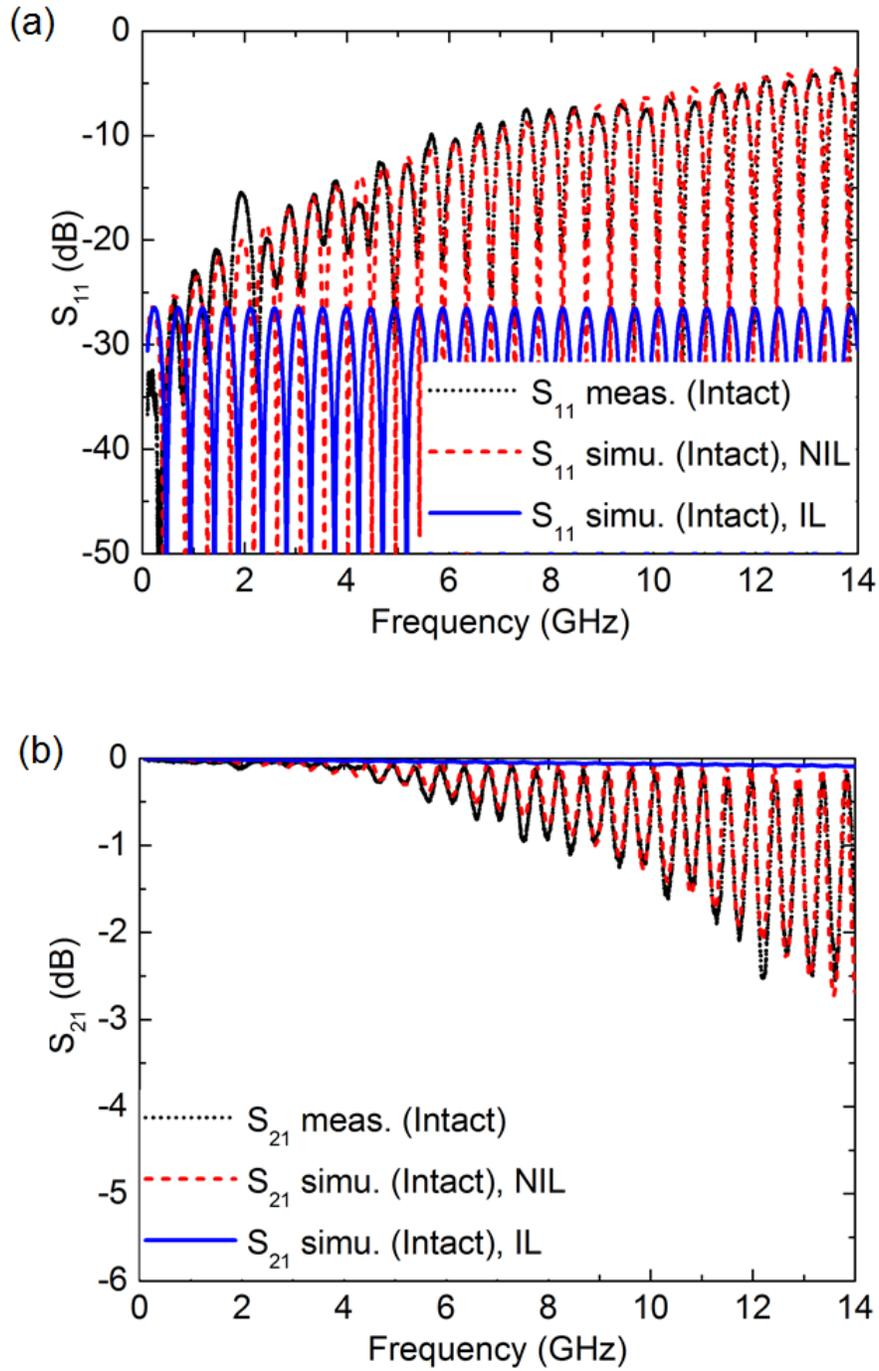 (a)
0
-10
-20
-30
-40
-50
S11 (dB)
S11 meas. (Intact)
S11 simu. (Intact), NIL
S11 simu. (Intact), IL
0 2 4 6 8 10 12 14
Frequency (GHz)
(b)
0
-1
-2
-3
-4
-5
-6
S21 (dB)
S21 meas. (Intact)
S21 simu. (Intact), NIL
S21 simu. (Intact), IL
0 2 4 6 8 10 12 14
Frequency (GHz)